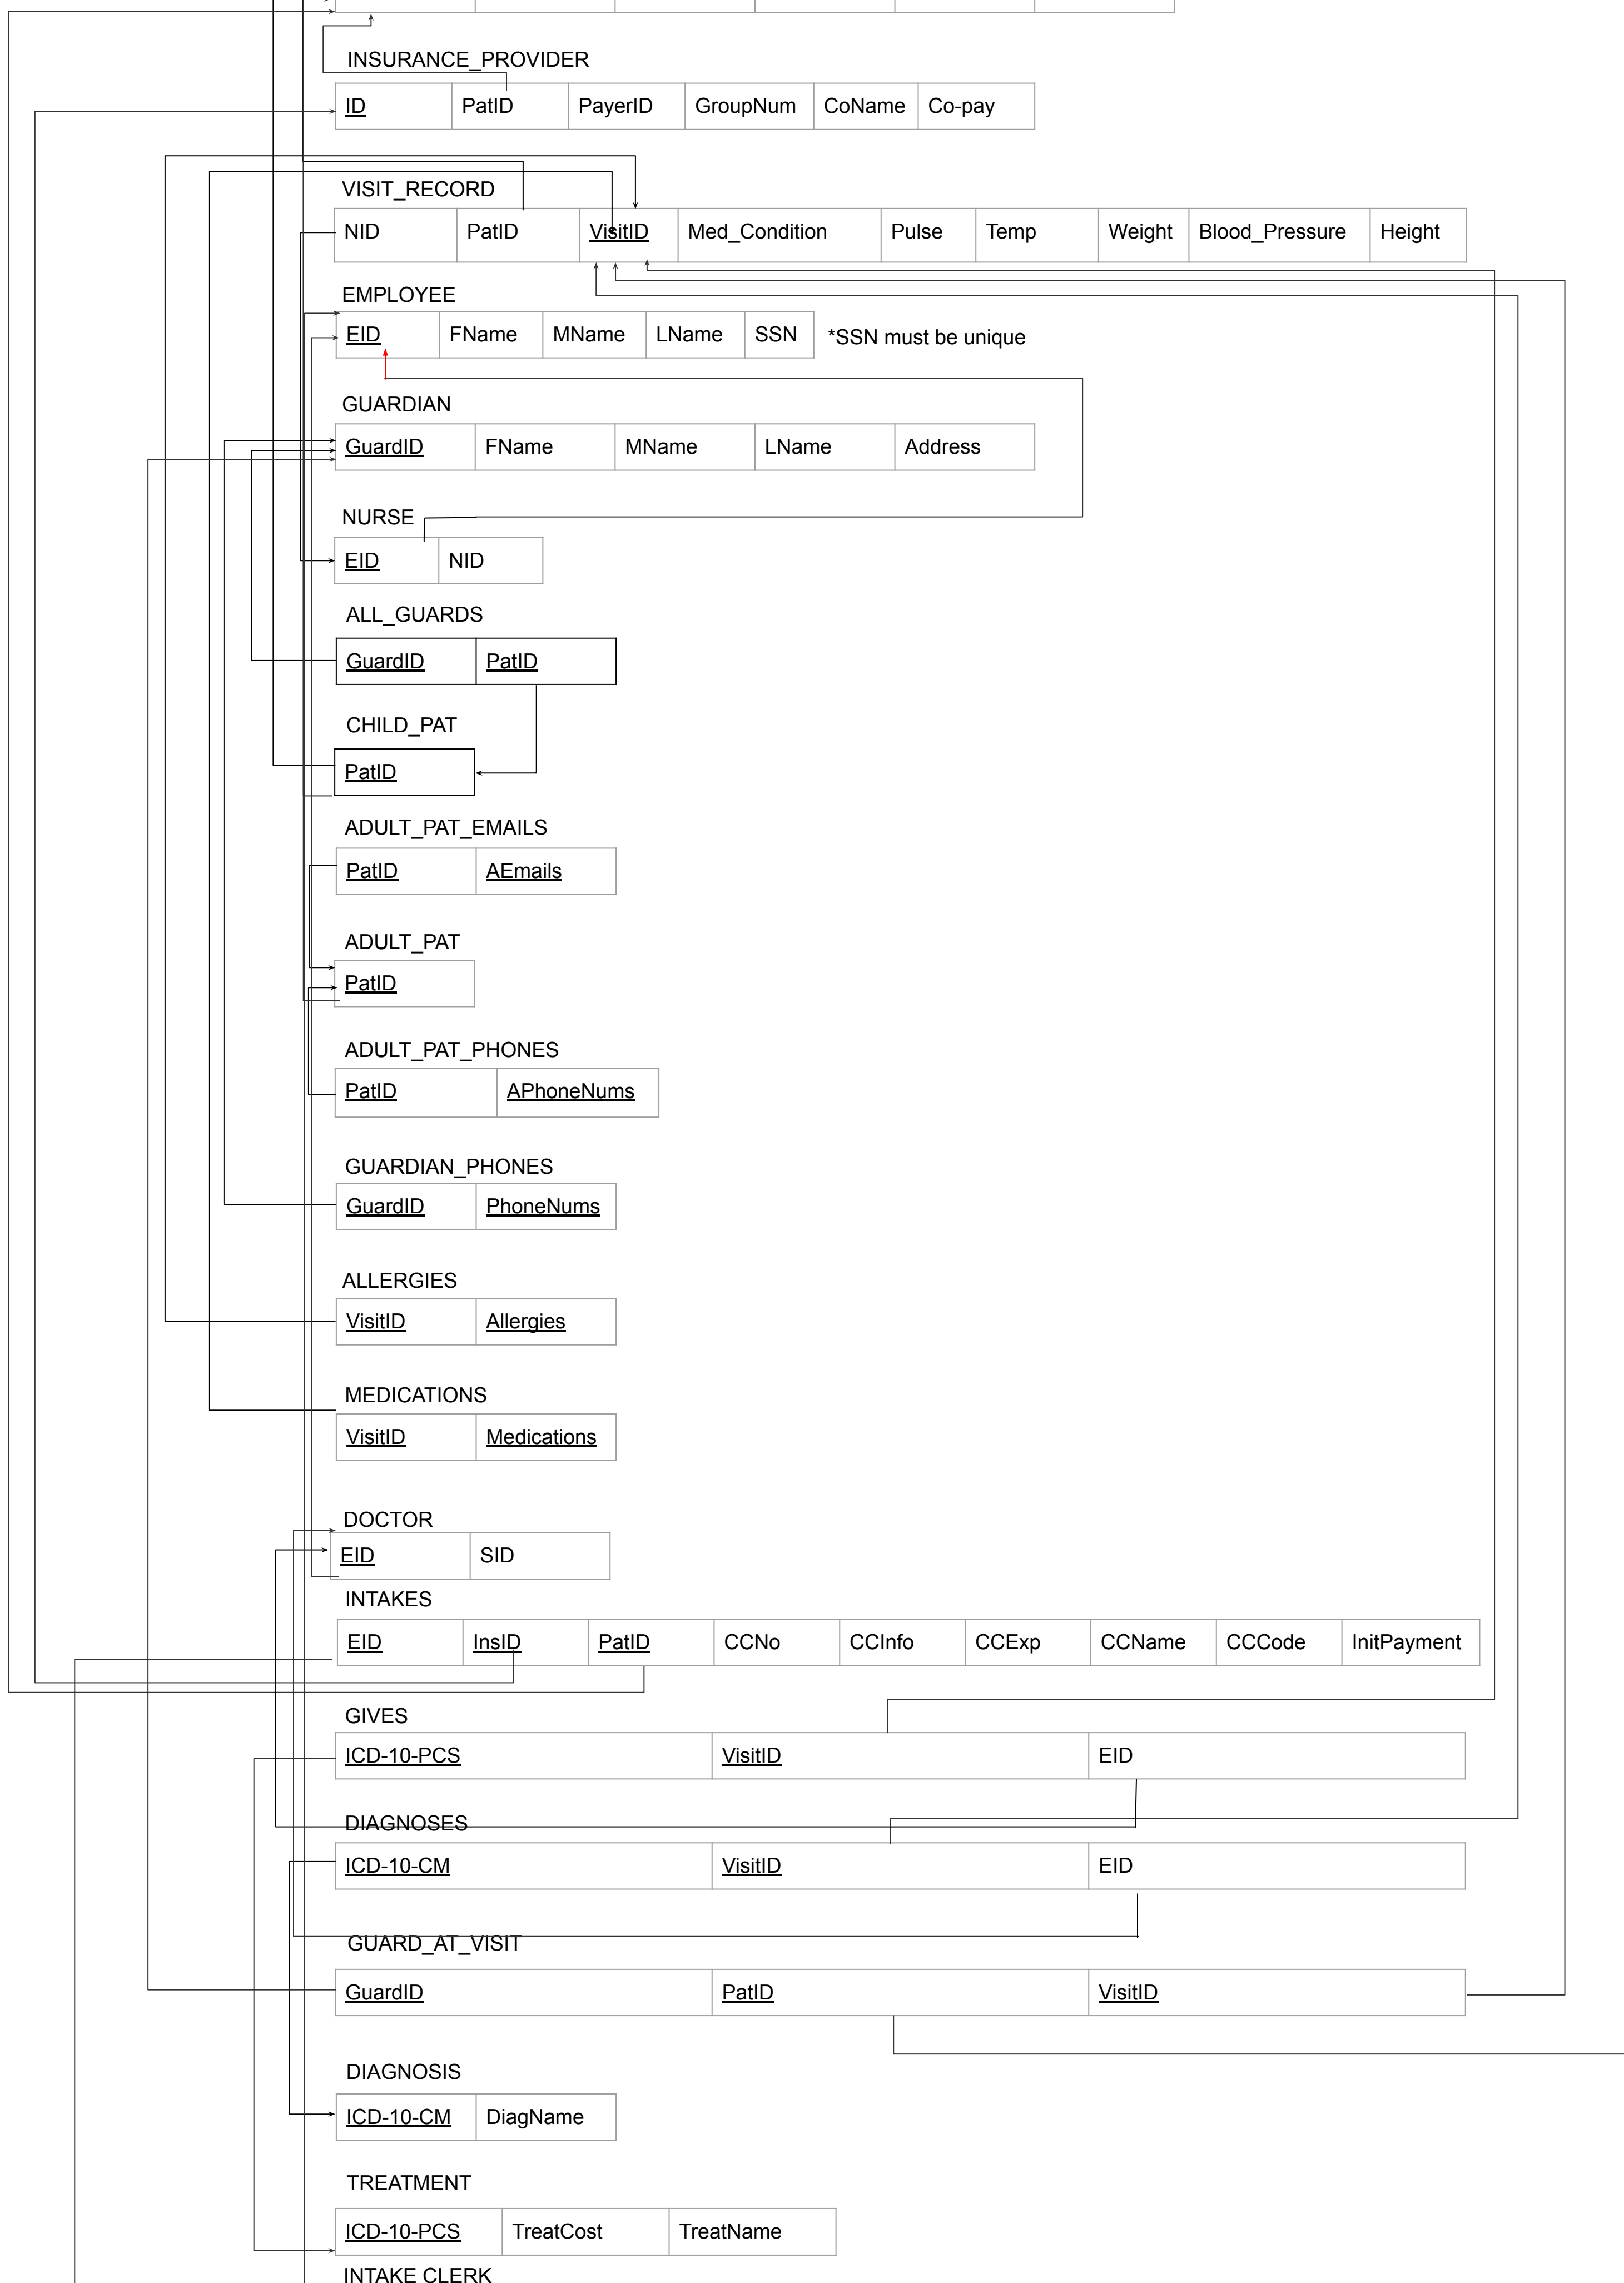 INSURANCE_PROVIDER
ID PatID PayerID GroupNum CoName Co-pay
VISIT_RECORD
NID PatID VisitID Med_Condition Pulse Temp Weight Blood_Pressure Height
EMPLOYEE
EID FName MName LName SSN *SSN must be unique
GUARDIAN
GuardID FName MName LName Address
NURSE
EID NID
ALL_GUARDS
GuardID PatID
CHILD_PAT
PatID
ADULT_PAT_EMAILS
PatID AEmails
ADULT_PAT
PatID
ADULT_PAT_PHONES
PatID APhoneNums
GUARDIAN_PHONES
GuardID PhoneNums
ALLERGIES
VisitID Allergies
MEDICATIONS
VisitID Medications
DOCTOR
EID SID
INTAKES
EID InsID PatID CCNo CCInfo CCExp CCName CCCode InitPayment
GIVES
ICD-10-PCS VisitID EID
DIAGNOSES
ICD-10-CM VisitID EID
GUARD_AT_VISIT
GuardID PatID VisitID
DIAGNOSIS
ICD-10-CM DiagName
TREATMENT
ICD-10-PCS TreatCost TreatName
INTAKE CLERK